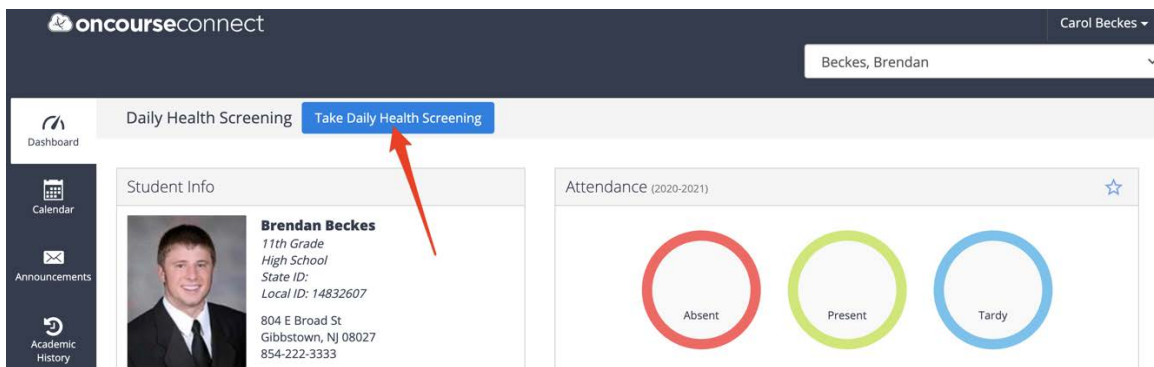 oncourseconnect
Carol Beckes
Beckes, Brendan
Dashboard
Daily Health Screening Take Daily Health Screening
Calendar
Announcements
Academic
History
Student Info
Brendan Beckes
11th Grade
High School
State ID:
Local ID: 14832607
804 E Broad St
Gibbstown, NJ 08027
854-222-3333
Attendance (2020-2021)
Absent
Present
Tardy